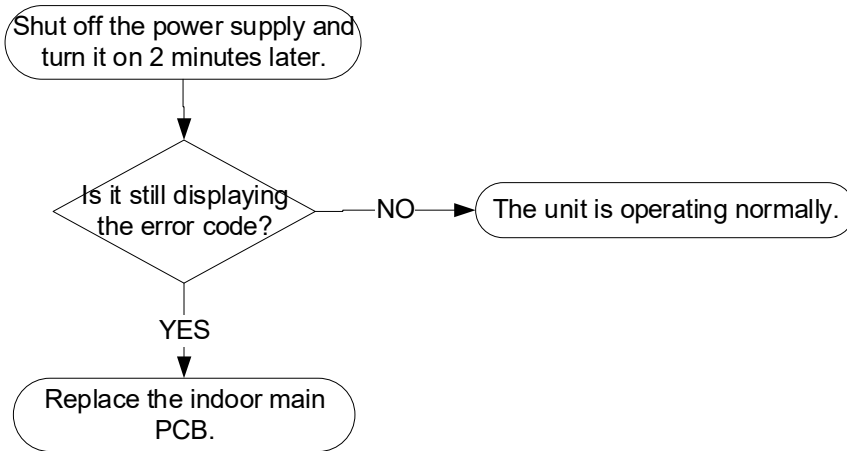 Shut off the power supply and
turn it on 2 minutes later.
Is it still displaying
the error code?
NO
The unit is operating normally.
YES
Replace the indoor main
PCB.